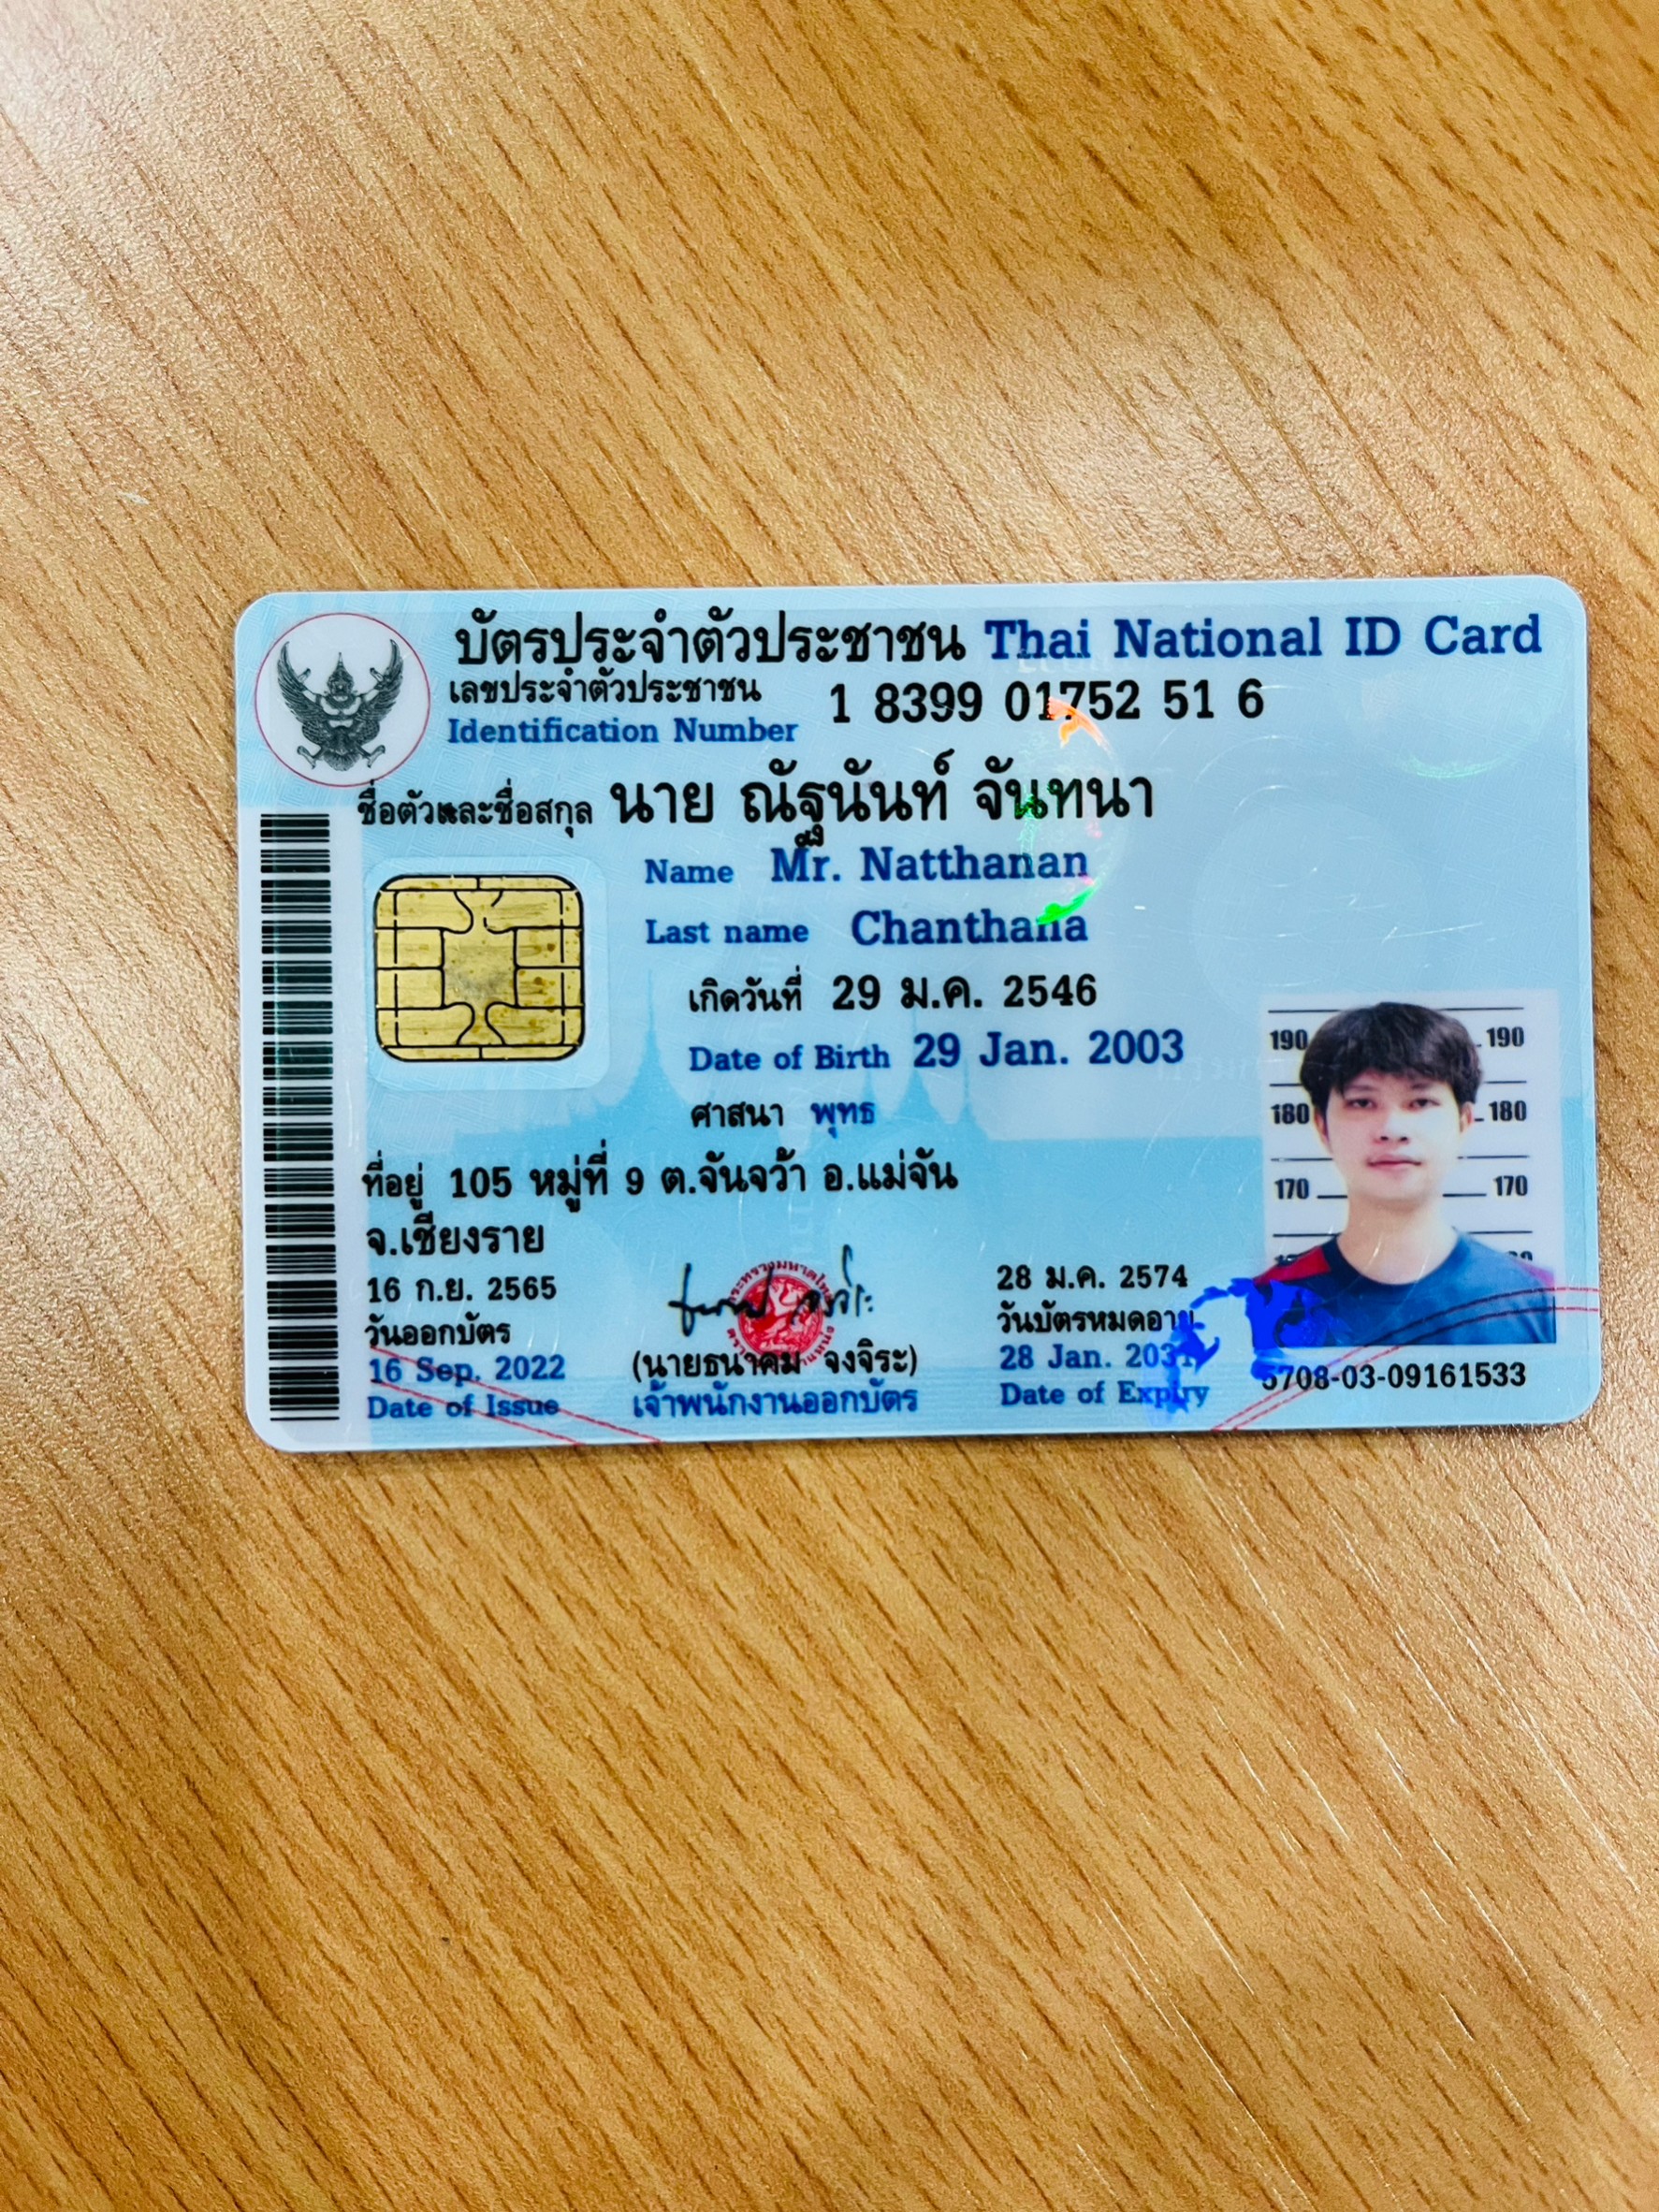 บัตรประจำตัวประชาชน Thai National ID Card
เลขประจำตัวประชาชน 1 8399 01752 51 6
Identification Number
ชื่อตัวและชื่อสกุล นาย ณัฐนันท์ จันทนา
Name Mr. Natthanan
Last name Chanthana
เกิดวันที่ 29 ม.ค. 2546
Date of Birth 29 Jan. 2003
ศาสนา พุทธ
ที่อยู่ 105 หมู่ที่ 9 ต.จันจว้า อ.แม่จัน
จ.เชียงราย
16 ก.ย. 2565
วันออกบัตร
16 Sep. 2022
Date of Issue
(นายธนาคม จงจิระ)
เจ้าพนักงานออกบัตร
28 ม.ค. 2574
วันบัตรหมดอายุ
28 Jan. 2031
Date of Expiry
190 190
180 180
170 170
5708-03-09161533